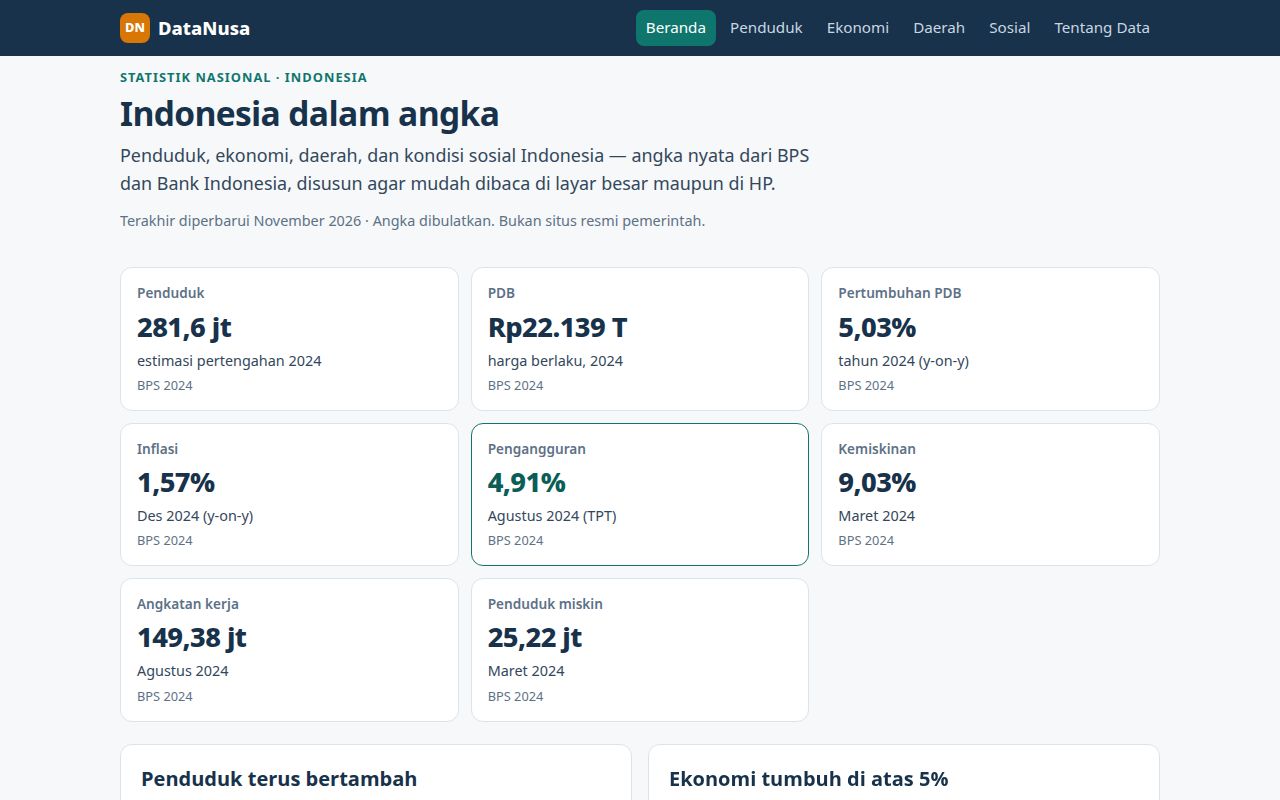 DN DataNusa Beranda Penduduk Ekonomi Daerah Sosial Tentang Data
STATISTIK NASIONAL · INDONESIA
Indonesia dalam angka
Penduduk, ekonomi, daerah, dan kondisi sosial Indonesia — angka nyata dari BPS
dan Bank Indonesia, disusun agar mudah dibaca di layar besar maupun di HP.
Terakhir diperbarui November 2026 · Angka dibulatkan. Bukan situs resmi pemerintah.
Penduduk
281,6 jt
estimasi pertengahan 2024
BPS 2024
PDB
Rp22.139 T
harga berlaku, 2024
BPS 2024
Pertumbuhan PDB
5,03%
tahun 2024 (y-on-y)
BPS 2024
Inflasi
1,57%
Des 2024 (y-on-y)
BPS 2024
Pengangguran
4,91%
Agustus 2024 (TPT)
BPS 2024
Kemiskinan
9,03%
Maret 2024
BPS 2024
Angkatan kerja
149,38 jt
Agustus 2024
BPS 2024
Penduduk miskin
25,22 jt
Maret 2024
BPS 2024
Penduduk terus bertambah
Ekonomi tumbuh di atas 5%